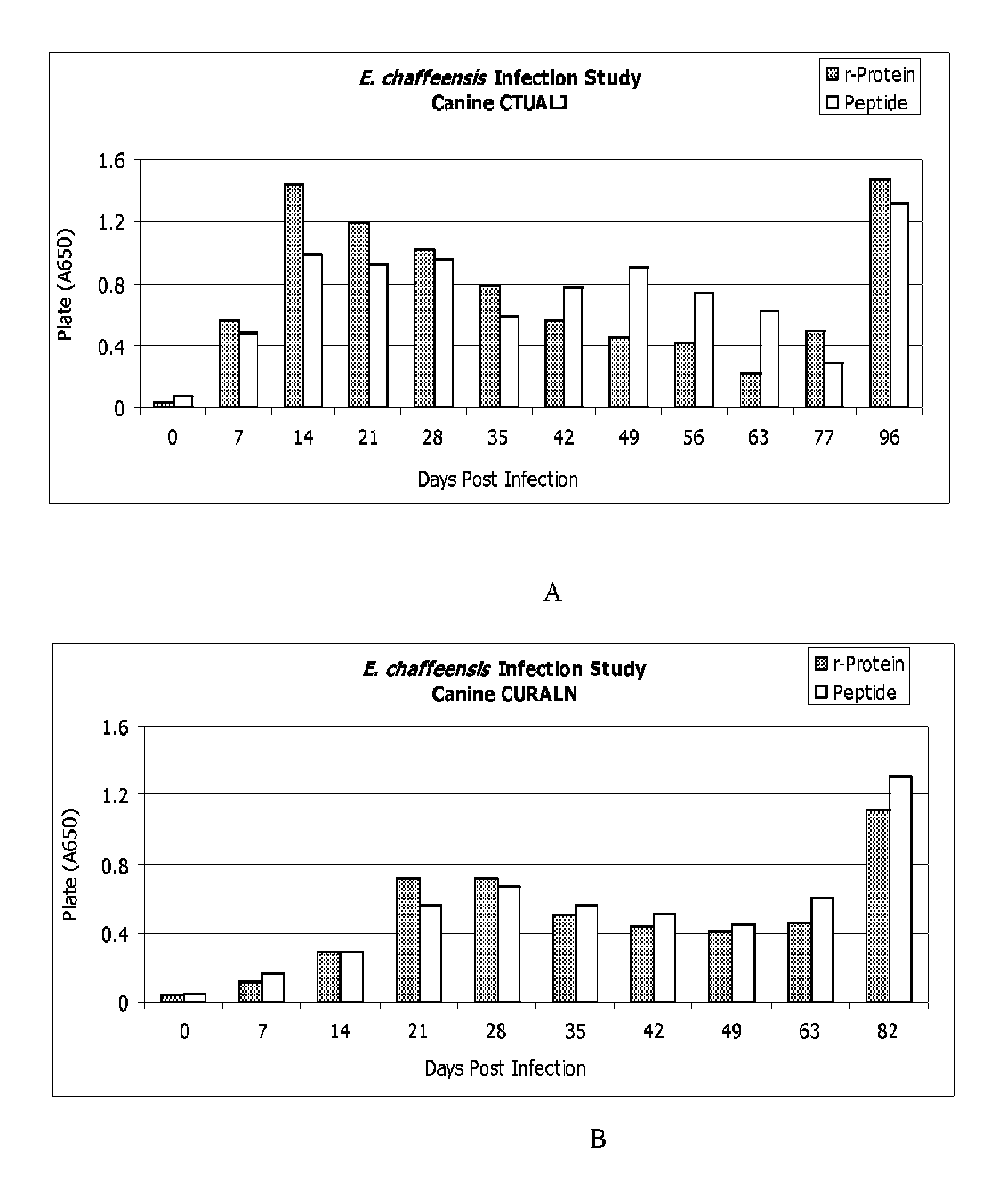 E. chaffeensis Infection Study
Canine CTUALJ
r-Protein
Peptide
1.6
1.2
0.8
0.4
0
Plate (A650)
0 7 14 21 28 35 42 49 56 63 77 96
Days Post Infection
A
E. chaffeensis Infection Study
Canine CURALN
r-Protein
Peptide
1.6
1.2
0.8
0.4
0
Plate (A650)
0 7 14 21 28 35 42 49 63 82
Days Post Infection
B